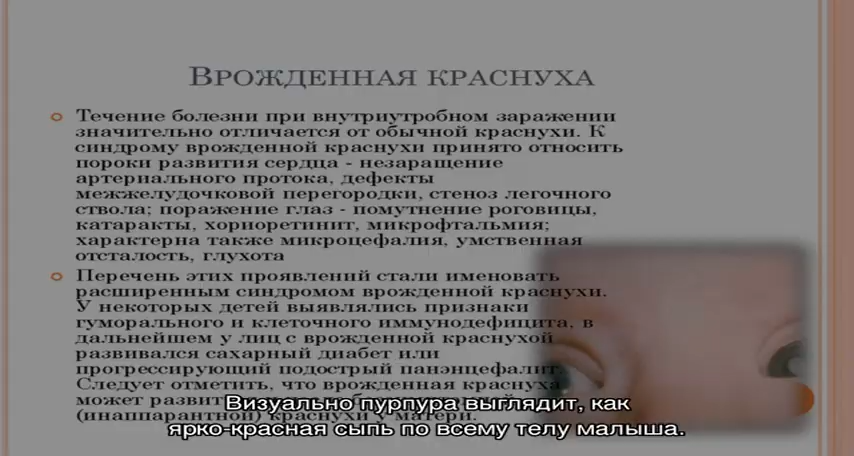 Врожденная краснуха
Течение болезни при внутриутробном заражении
значительно отличается от обычной краснухи. К
синдрому врожденной краснухи принято относить
пороки развития сердца - незаращение
артериального протока, дефекты
межжелудочковой перегородки, стеноз легочного
ствола; поражение глаз - помутнение роговицы,
катаракты, хориоретинит, микрофтальмия;
характерна также микроцефалия, умственная
отсталость, глухота
Перечень этих проявлений стали именовать
расширенным синдромом врожденной краснухи.
У некоторых детей выявлялись признаки
гуморального и клеточного иммунодефицита, в
дальнейшем у лиц с врожденной краснухой
развивался сахарный диабет или
прогрессирующий подострый панэнцефалит.
Следует отметить, что врожденная краснуха
может
(инаппарантной) краснухи у матери.
Визуально пурпура выглядит, как
ярко-красная сыпь по всему телу малыша.